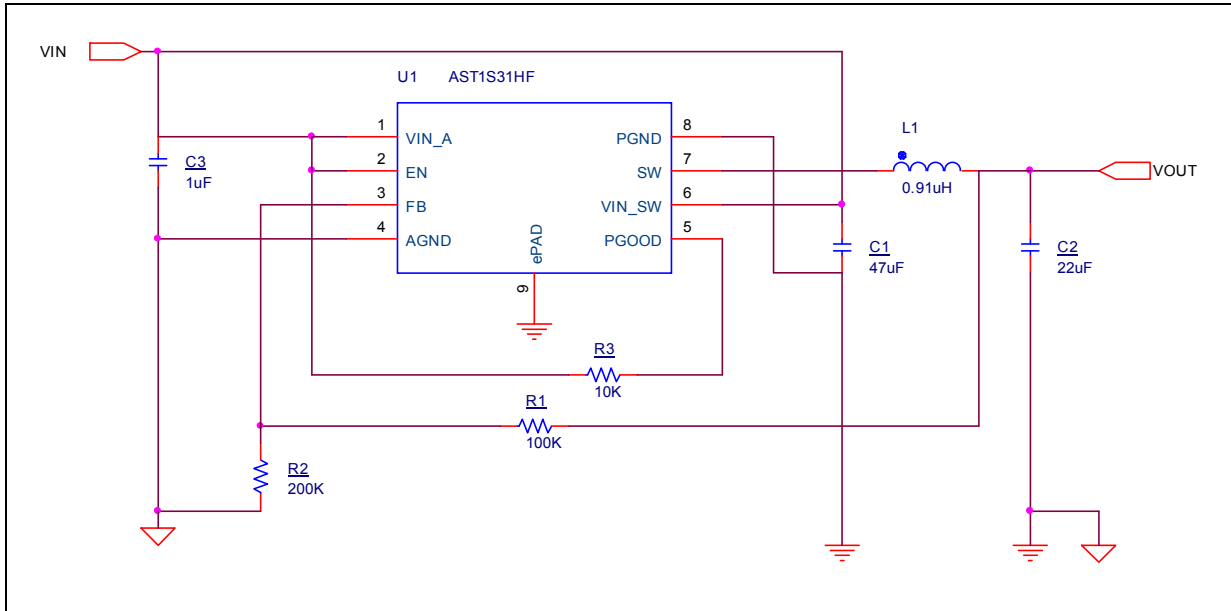 VIN
U1 AST1S31HF
1 VIN_A
2 EN
3 FB
4 AGND
8 PGND
7 SW
6 VIN_SW
5 PGOOD
ePAD
9
C3
1uF
L1
0.91uH
VOUT
C1
47uF
C2
22uF
R3
10K
R1
100K
R2
200K